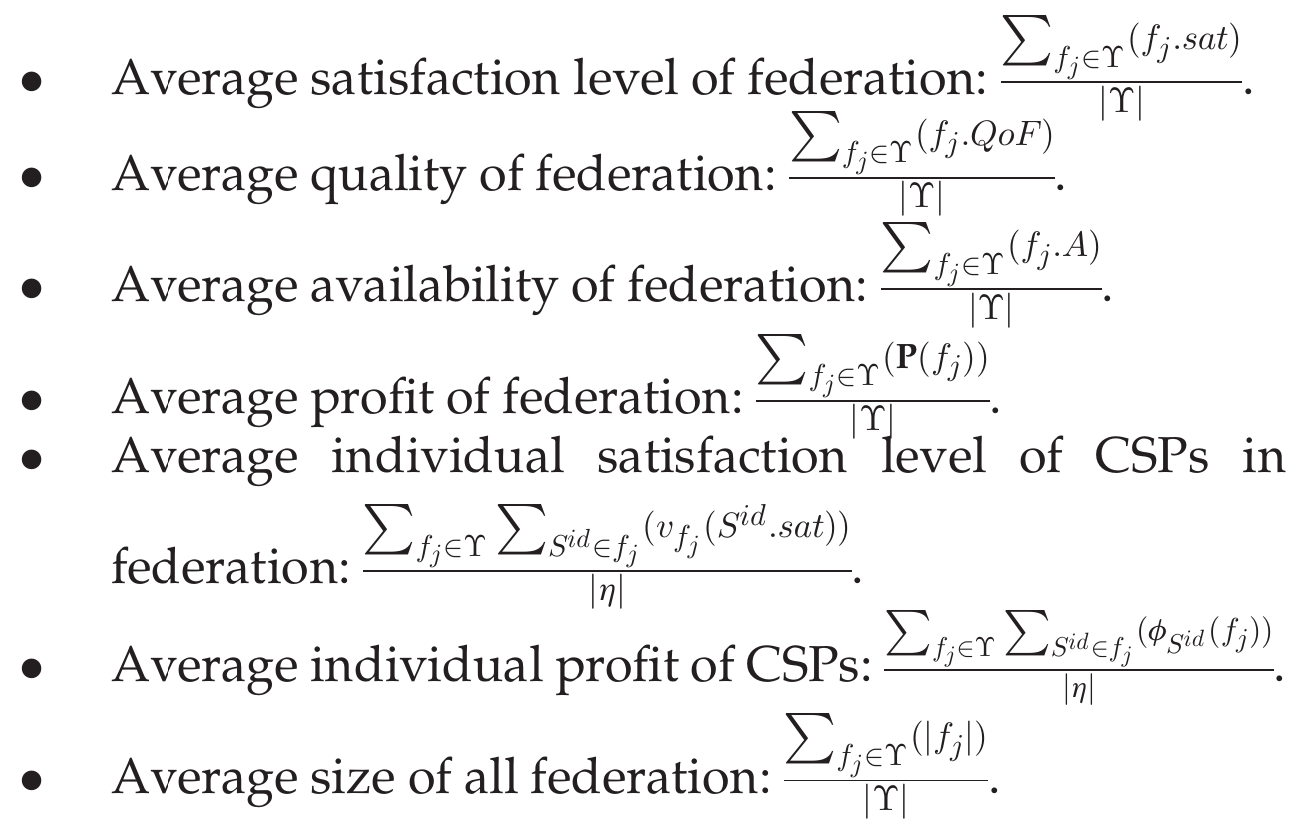 • Average satisfaction level of federation: $\frac{\sum_{f_j \in \Upsilon}(f_j.sat)}{|\Upsilon|}$.
• Average quality of federation: $\frac{\sum_{f_j \in \Upsilon}(f_j.QoF)}{|\Upsilon|}$.
• Average availability of federation: $\frac{\sum_{f_j \in \Upsilon}(f_j.A)}{|\Upsilon|}$.
• Average profit of federation: $\frac{\sum_{f_j \in \Upsilon}(\mathbf{P}(f_j))}{|\Upsilon|}$.
• Average individual satisfaction level of CSPs in
federation: $\frac{\sum_{f_j \in \Upsilon}\sum_{S^{id} \in f_j}(v_{f_j}(S^{id}.sat))}{|\eta|}$.
• Average individual profit of CSPs: $\frac{\sum_{f_j \in \Upsilon}\sum_{S^{id} \in f_j}(\phi_{S^{id}}(f_j))}{|\eta|}$.
• Average size of all federation: $\frac{\sum_{f_j \in \Upsilon}(|f_j|)}{|\Upsilon|}$.